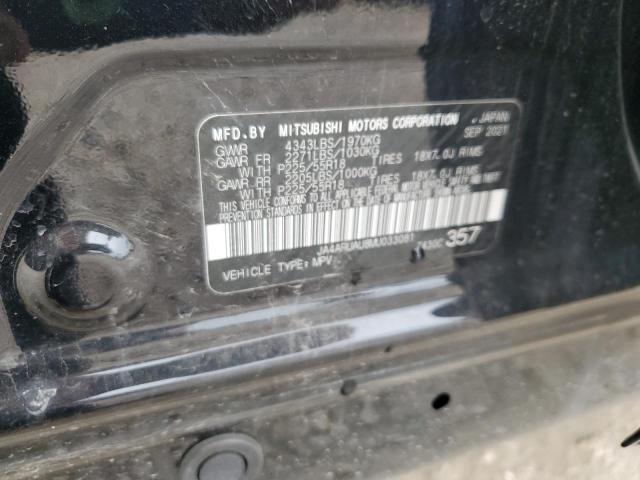 MFD.BY MITSUBISHI MOTORS CORPORATION JAPAN
GVWR 4343LBS/1970KG SEP 2021
GAWR FR 2271LBS/1030KG
WITH P225/55R18 TIRES 18X7.0J RIMS
GAWR RR 2205LBS/1000KG
WITH P225/55R18 TIRES 18X7.0J RIMS
THIS VEHICLE CONFORMS TO ALL APPLICABLE FEDERAL MOTOR VEHICLE SAFETY, BUMPER AND THEFT
PREVENTION STANDARDS IN EFFECT ON THE DATE OF MANUFACTURE SHOWN ABOVE.
357
VEHICLE TYPE: MPV